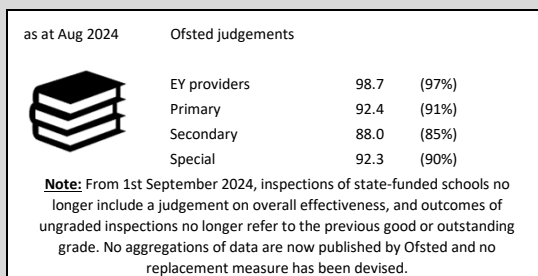 as at Aug 2024 Ofsted judgements
EY providers 98.7 (97%)
Primary 92.4 (91%)
Secondary 88.0 (85%)
Special 92.3 (90%)
Note: From 1st September 2024, inspections of state-funded schools no
longer include a judgement on overall effectiveness, and outcomes of
ungraded inspections no longer refer to the previous good or outstanding
grade. No aggregations of data are now published by Ofsted and no
replacement measure has been devised.